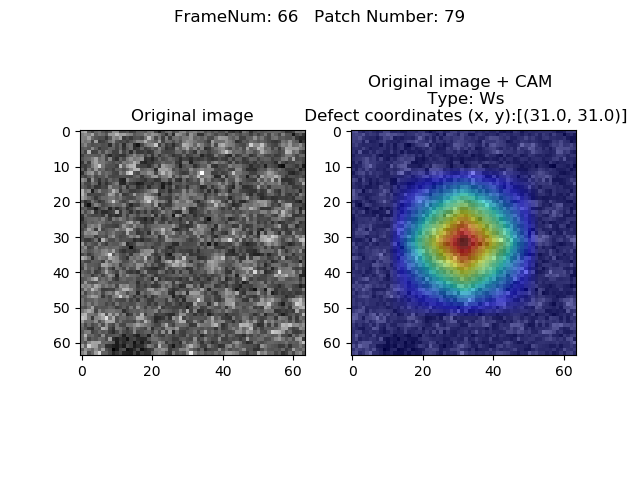 FrameNum: 66   Patch Number: 79
Original image + CAM
Type: Ws
Original image
Defect coordinates (x, y):[(31.0, 31.0)]
0
10
20
30
40
50
60
0 20 40 60
0
10
20
30
40
50
60
0 20 40 60